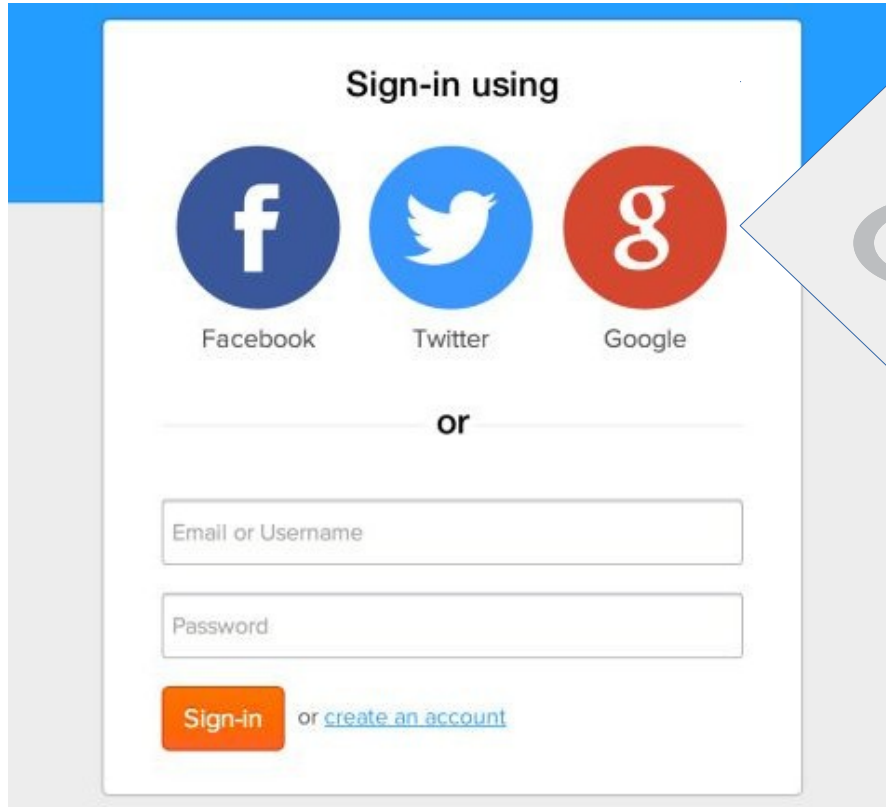 Sign-in using
Facebook Twitter Google
or
Email or Username
Password
Sign-in or create an account